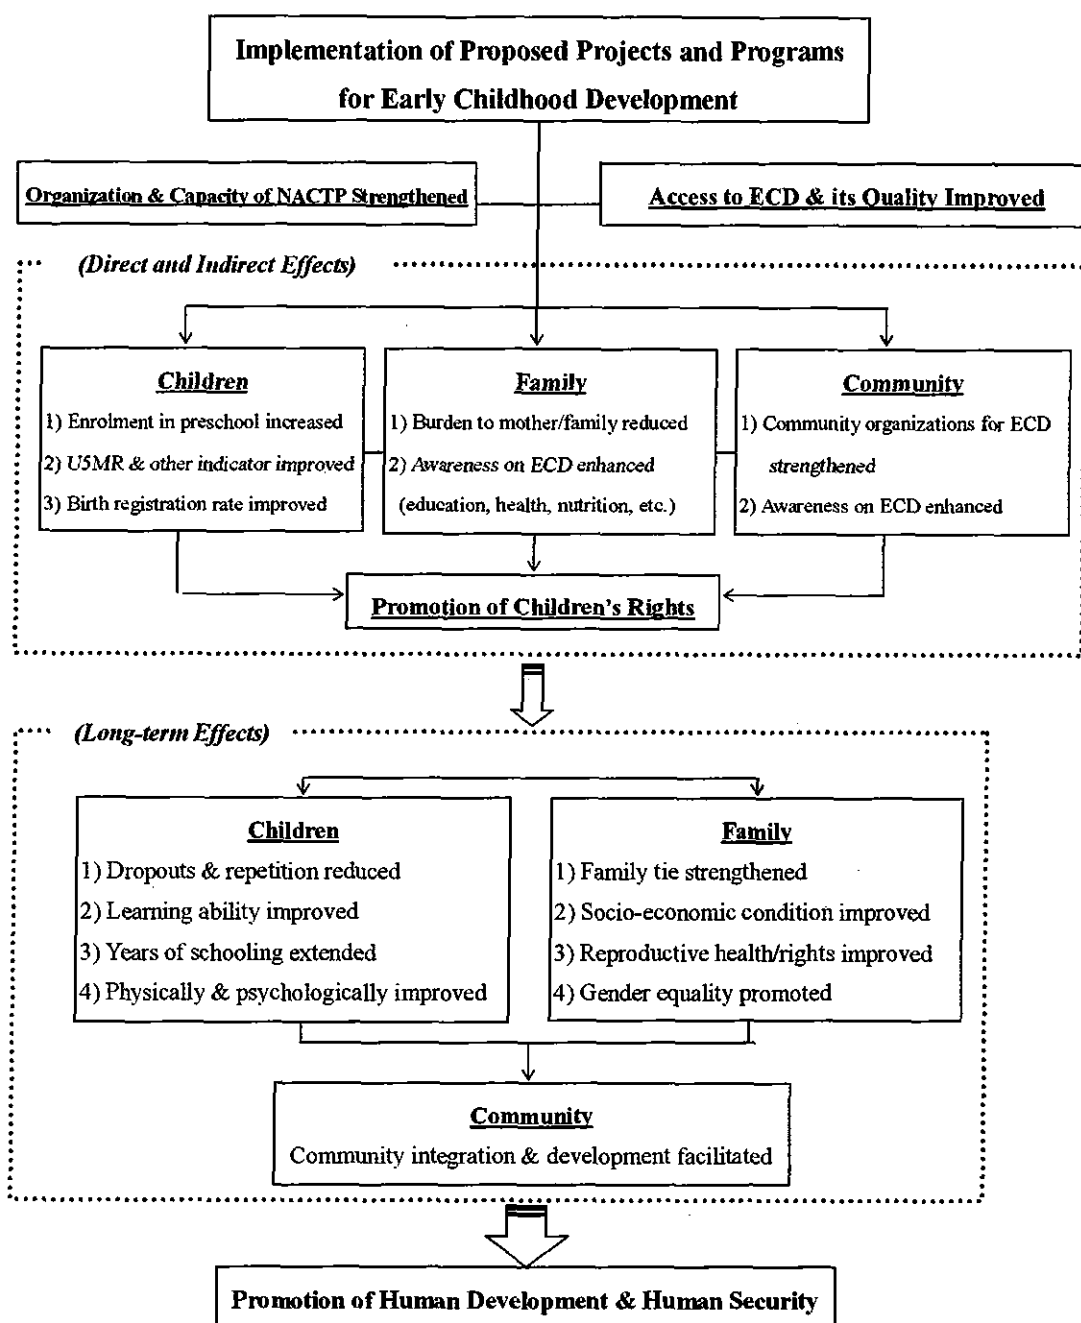 Implementation of Proposed Projects and Programs
for Early Childhood Development
Organization & Capacity of NACTP Strengthened
Access to ECD & its Quality Improved
(Direct and Indirect Effects)
Children
1) Enrolment in preschool increased
2) U5MR & other indicator improved
3) Birth registration rate improved
Family
1) Burden to mother/family reduced
2) Awareness on ECD enhanced
(education, health, nutrition, etc.)
Community
1) Community organizations for ECD
strengthened
2) Awareness on ECD enhanced
Promotion of Children's Rights
(Long-term Effects)
Children
1) Dropouts & repetition reduced
2) Learning ability improved
3) Years of schooling extended
4) Physically & psychologically improved
Family
1) Family tie strengthened
2) Socio-economic condition improved
3) Reproductive health/rights improved
4) Gender equality promoted
Community
Community integration & development facilitated
Promotion of Human Development & Human Security